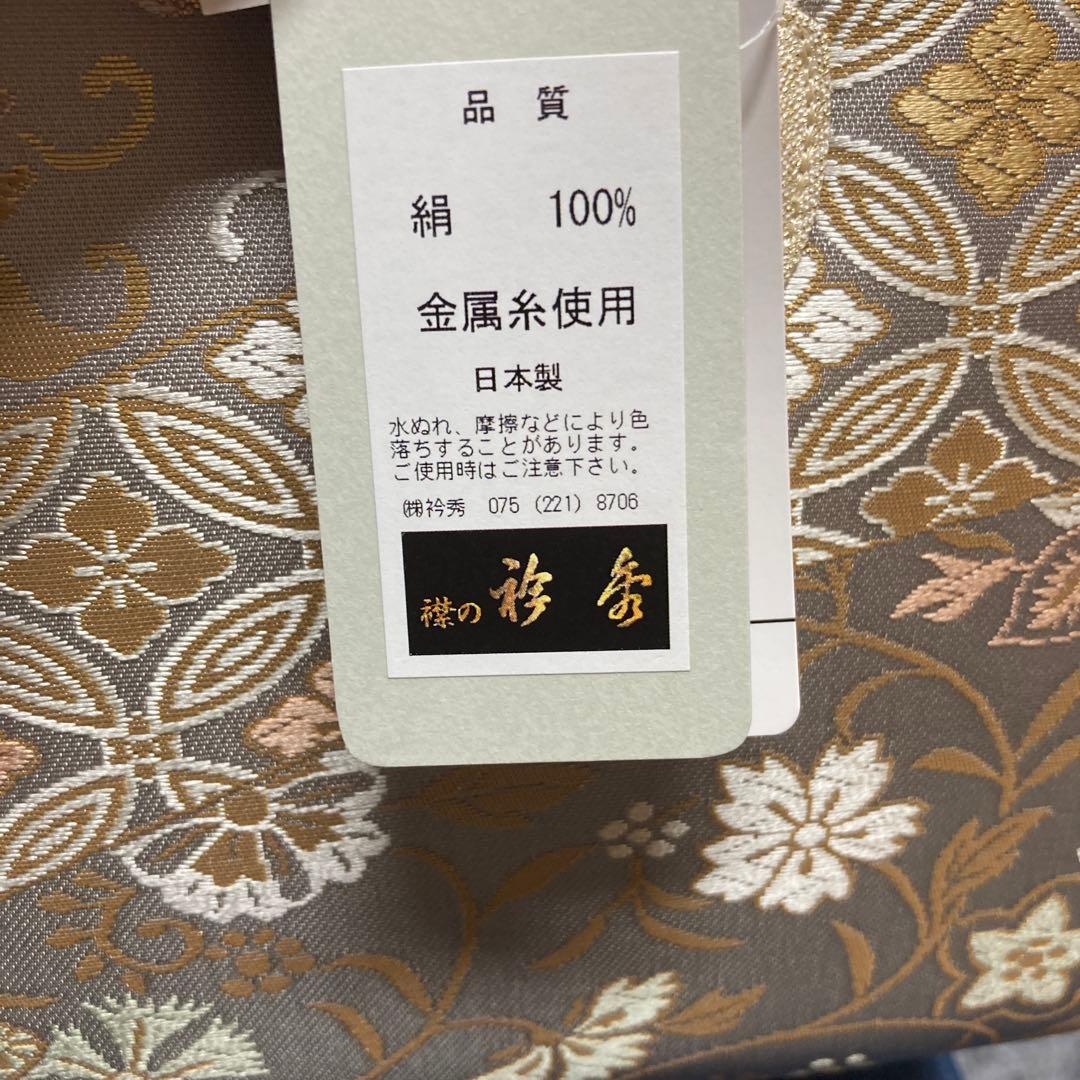 品 質
絹 100%
金属糸使用
日本製
水ぬれ、摩擦などにより色
落ちすることがあります。
ご使用時はご注意下さい。
㈱衿秀 075(221)8706
襟の 衿 秀